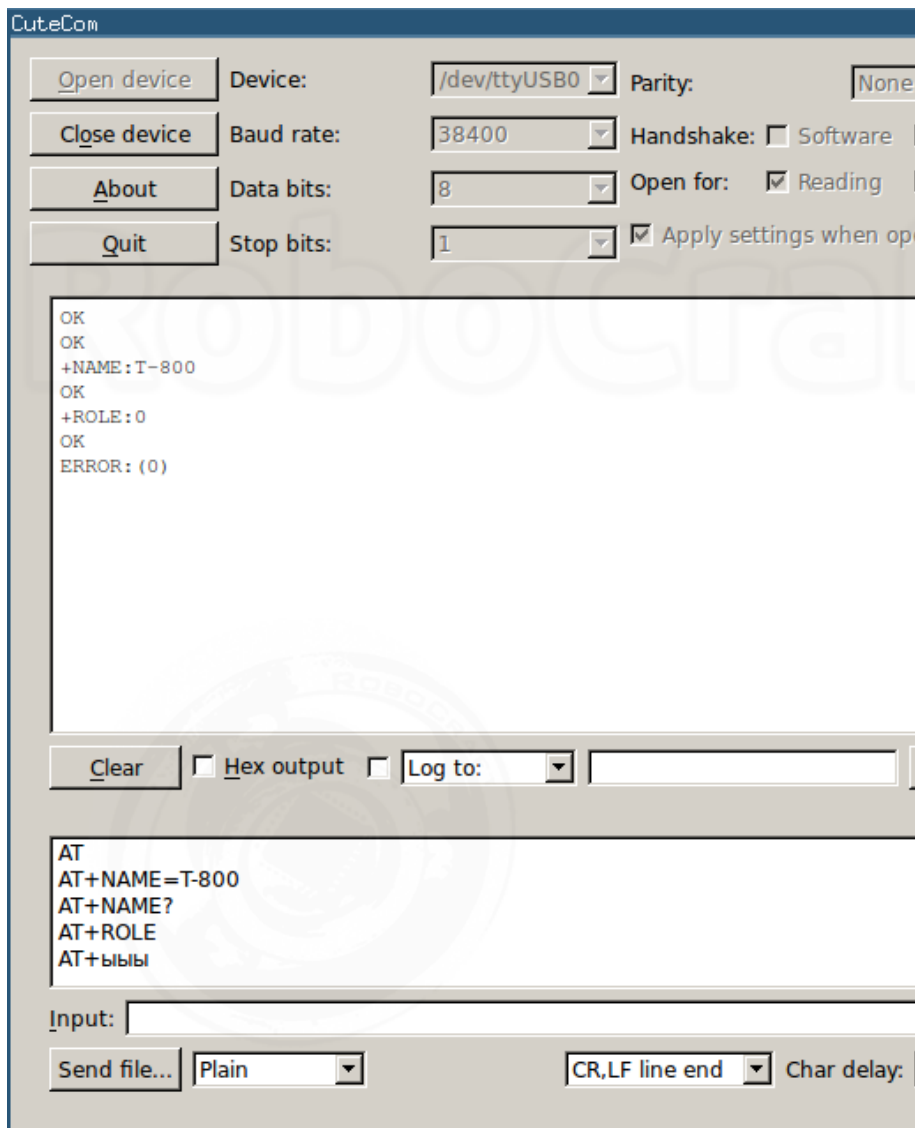 CuteCom
Open device Device: /dev/ttyUSB0 Parity: None
Close device Baud rate: 38400 Handshake: Software
About Data bits: 8 Open for: Reading
Quit Stop bits: 1 Apply settings when op
RoboCra
OK
OK
+NAME:T-800
OK
+ROLE:0
OK
ERROR:(0)
Clear Hex output Log to:
AT
AT+NAME=T-800
AT+NAME?
AT+ROLE
AT+ыыы
Input:
Send file... Plain CR,LF line end Char delay: